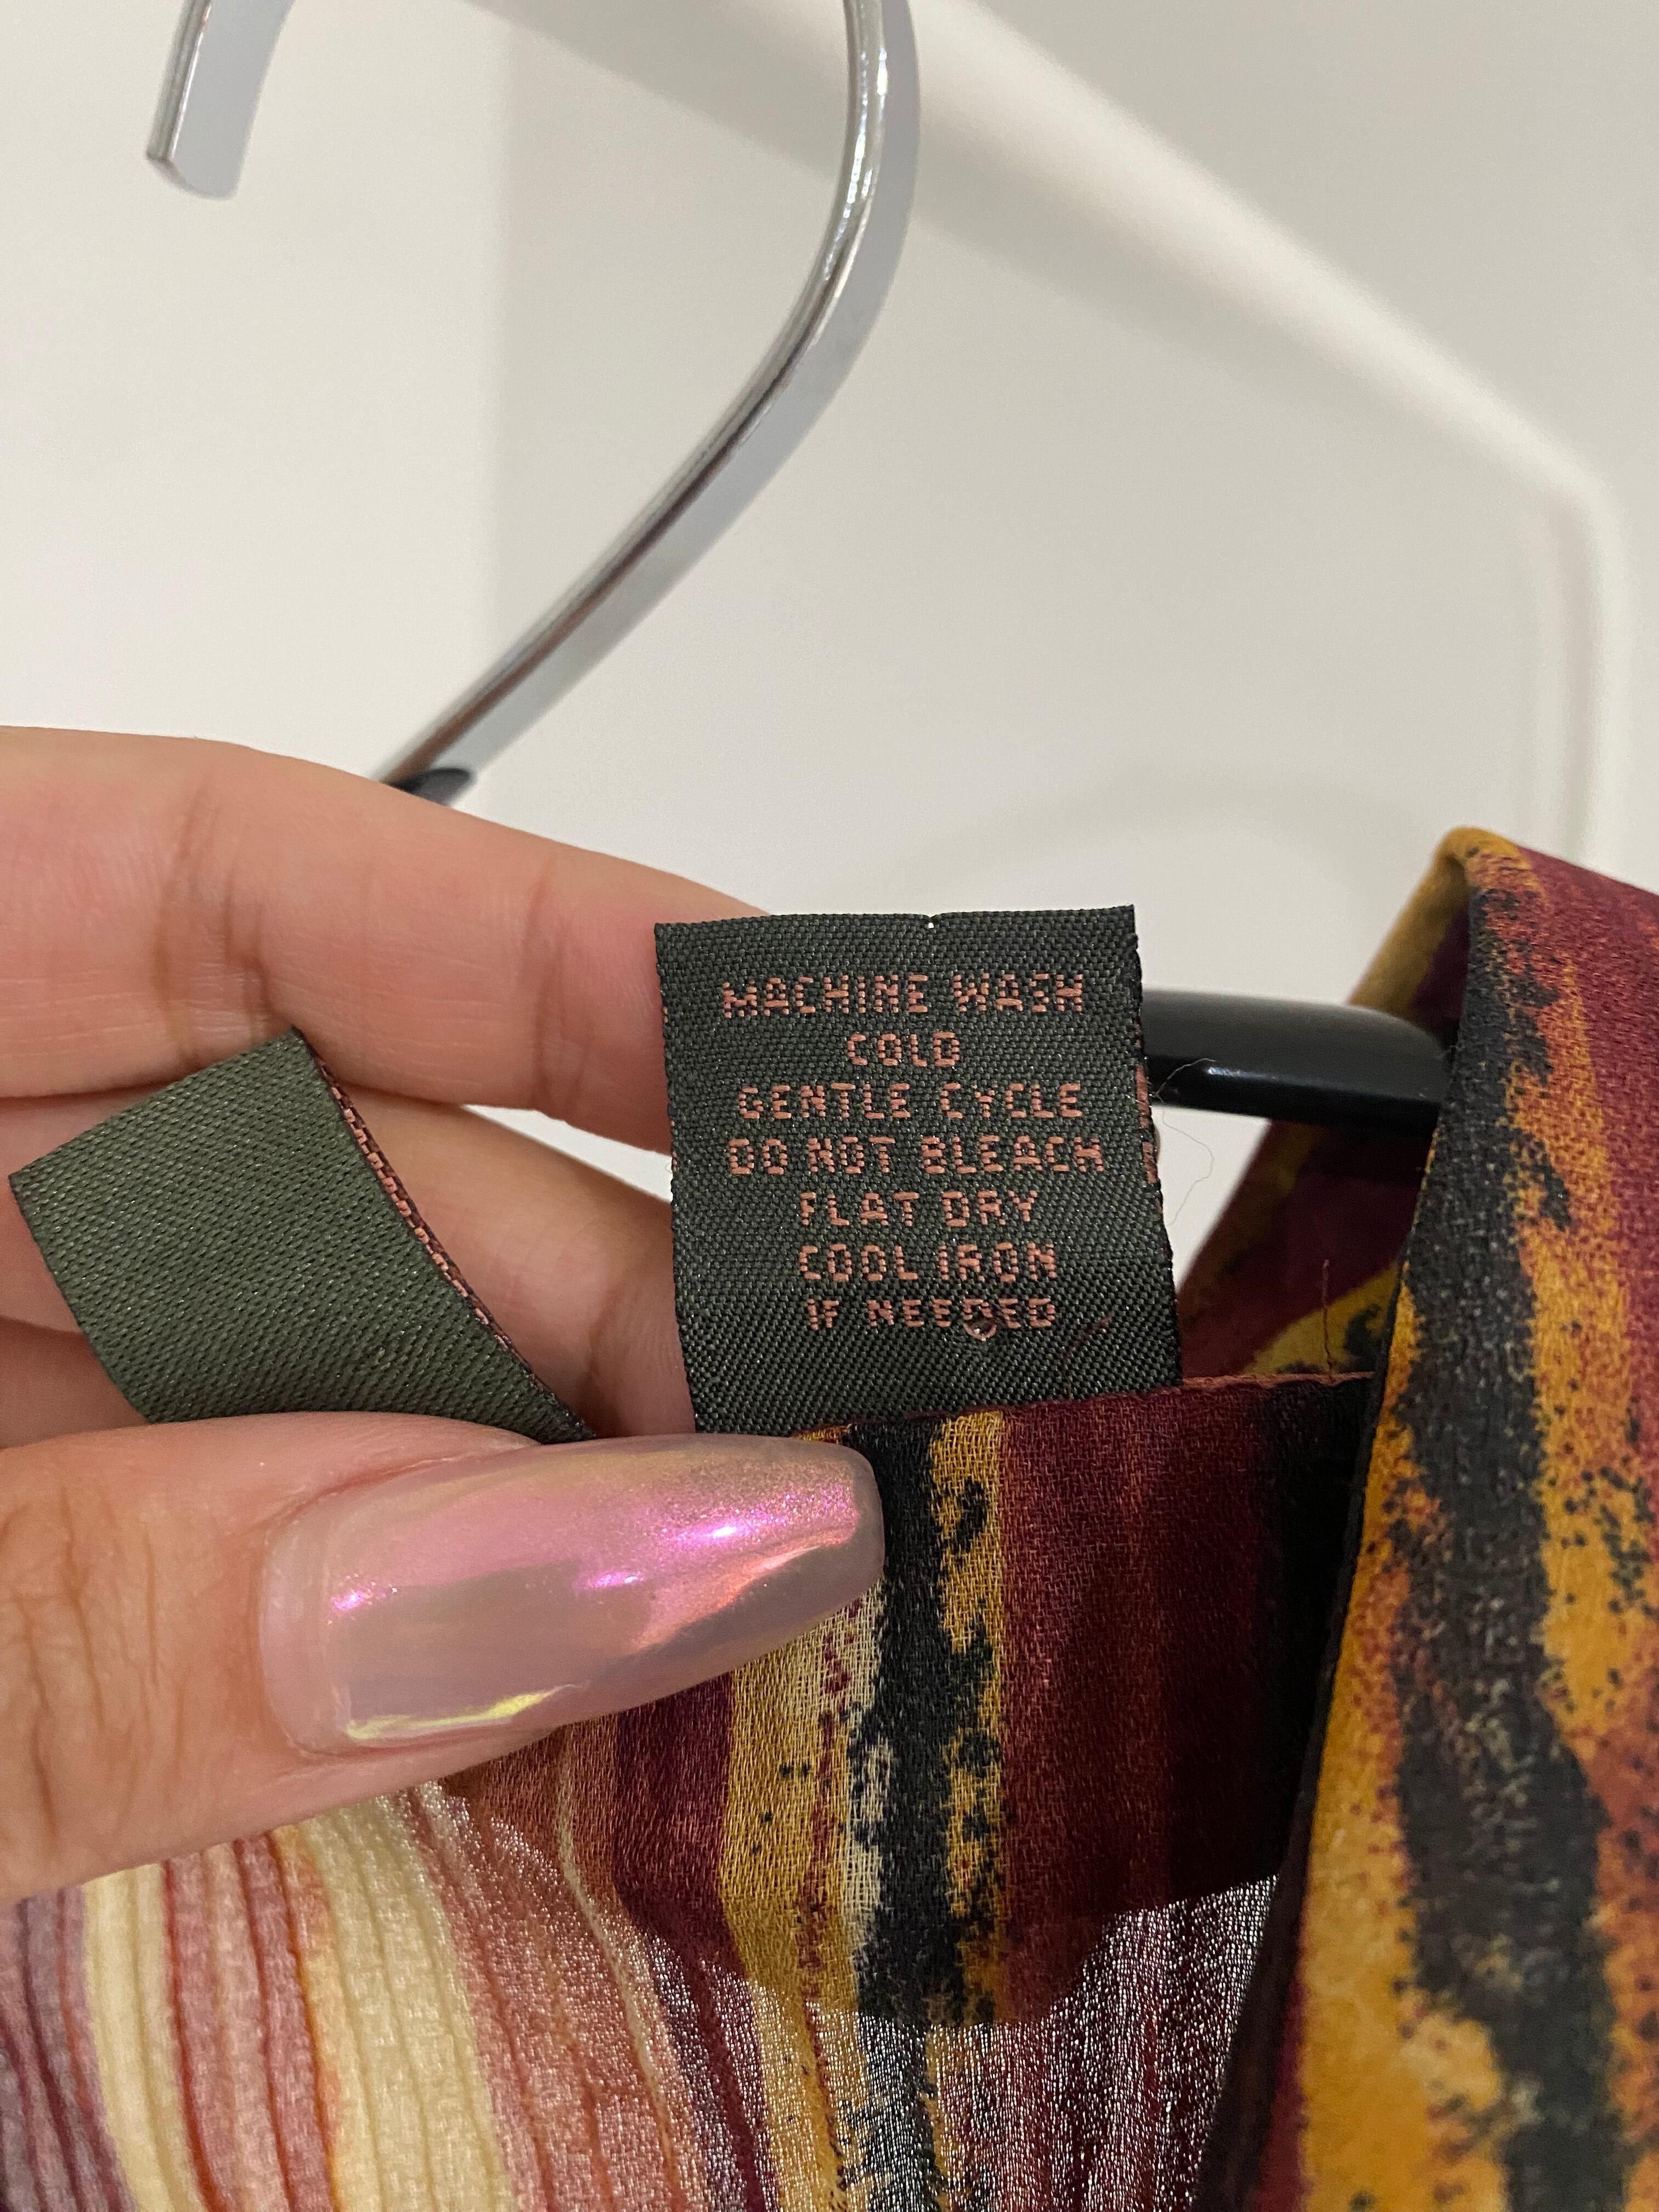 MACHINE WASH
COLD
GENTLE CYCLE
DO NOT BLEACH
FLAT DRY
COOL IRON
IF NEEDED